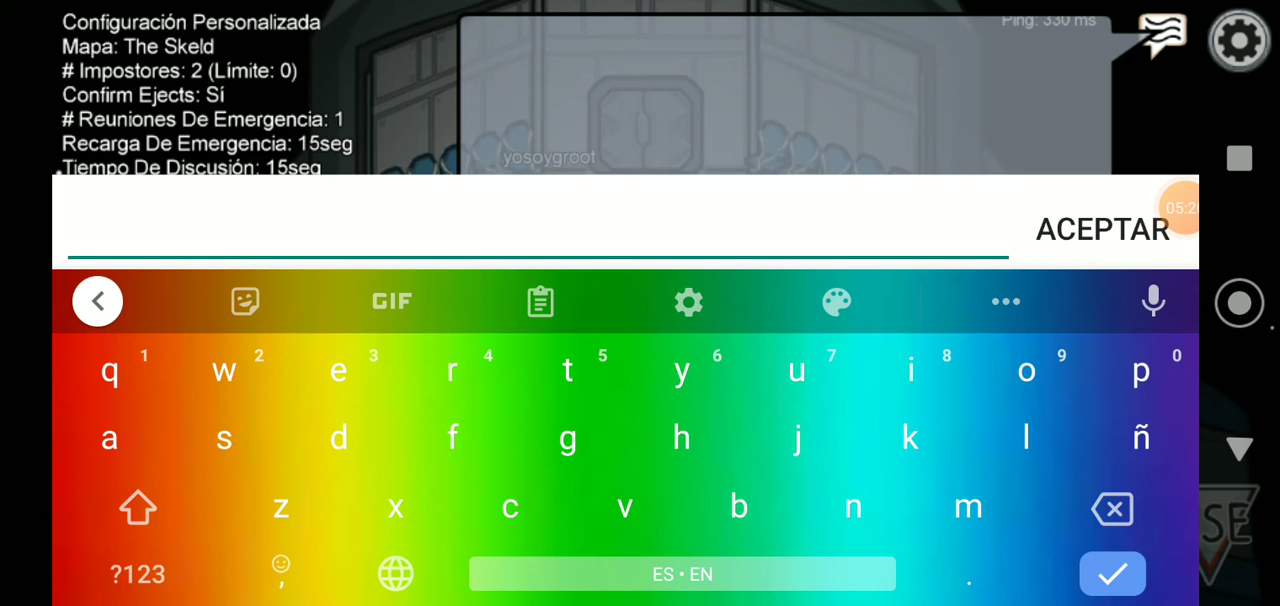 Configuración Personalizada
Mapa: The Skeld
# Impostores: 2 (Límite: 0)
Confirm Ejects: Sí
# Reuniones De Emergencia: 1
Recarga De Emergencia: 15seg
Tiempo De Discusión: 15seg
Ping: 330 ms
yosoygroot
ACEPTAR
05:2
GIF
q 1 w 2 e 3 r 4 t 5 y 6 u 7 i 8 o 9 p 0
a s d f g h j k l ñ
z x c v b n m
?123 , ES • EN .